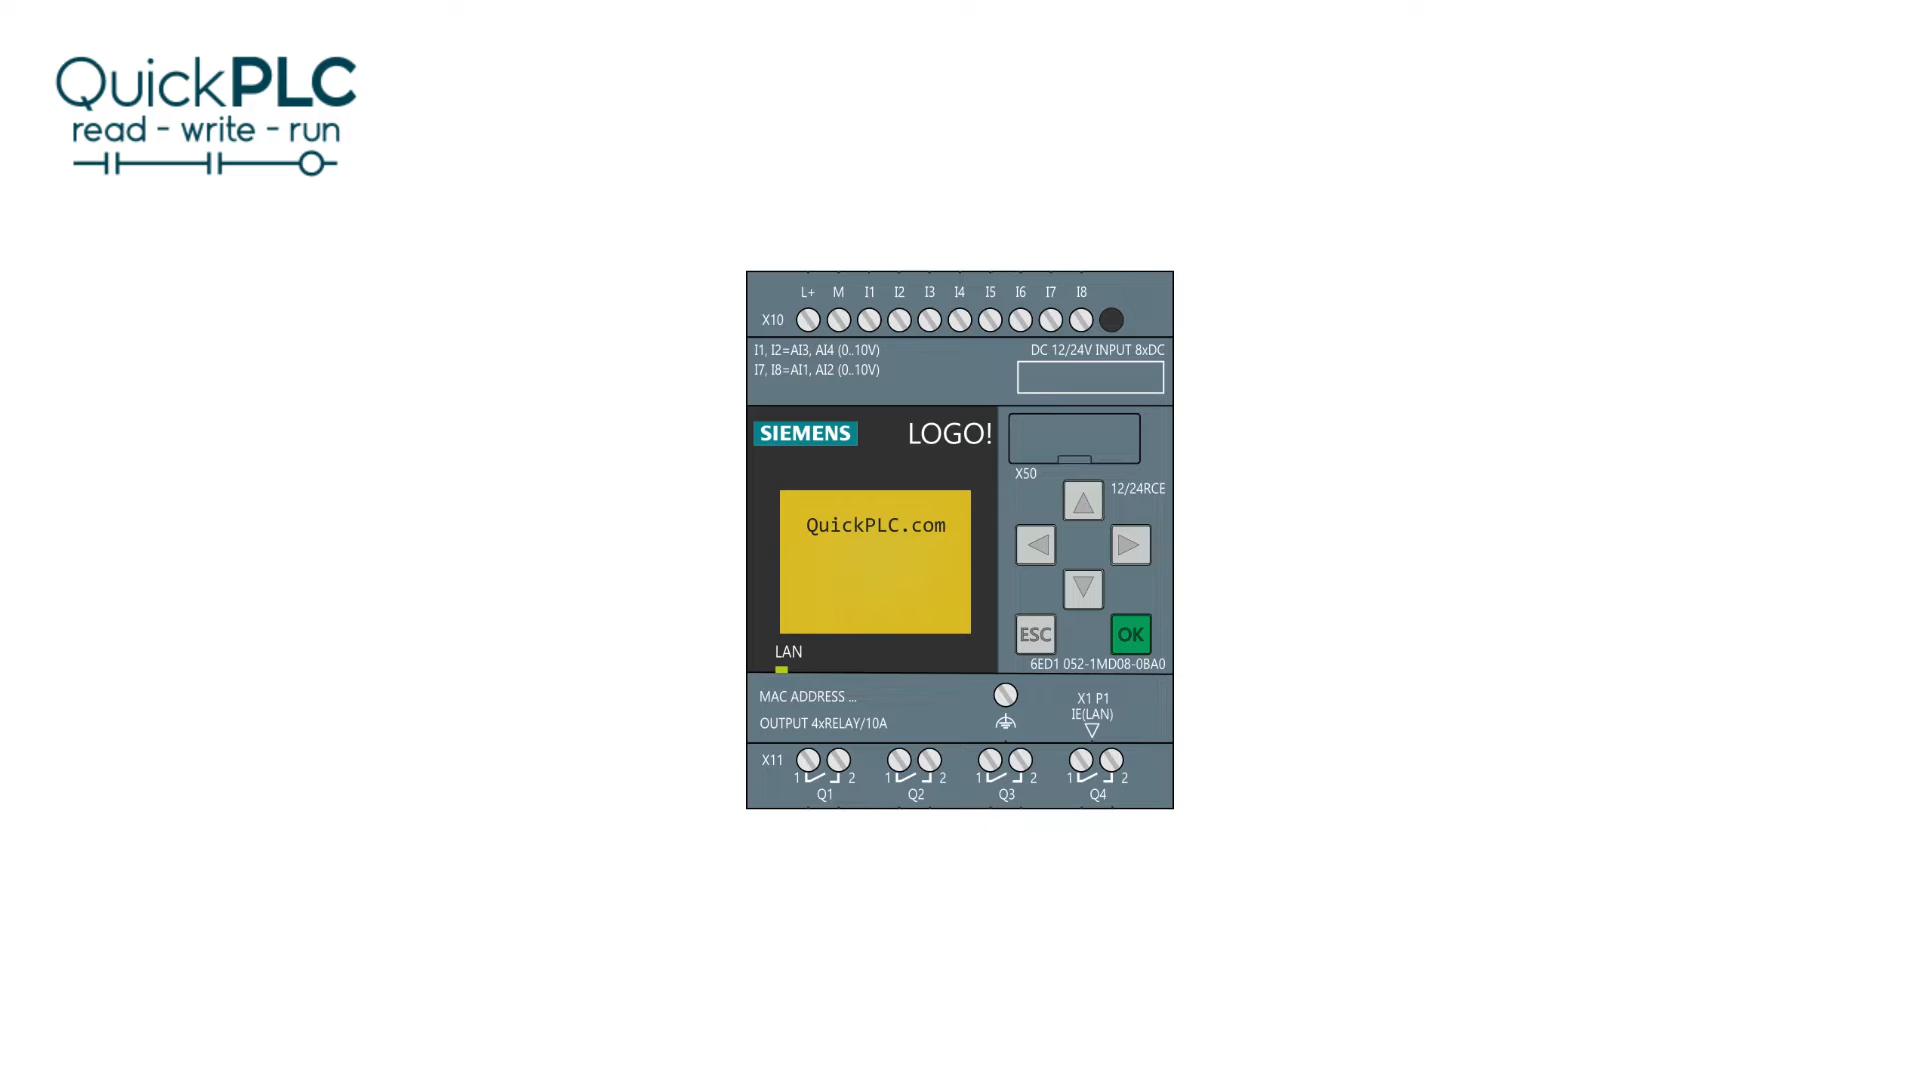 QuickPLC
read - write - run
L+ M I1 I2 I3 I4 I5 I6 I7 I8
X10
I1, I2=AI3, AI4 (0..10V)
DC 12/24V INPUT 8xDC
I7, I8=AI1, AI2 (0..10V)
SIEMENS
LOGO!
X50
12/24RCE
QuickPLC.com
ESC
OK
LAN
6ED1 052-1MD08-0BA0
MAC ADDRESS ...
X1 P1
IE(LAN)
OUTPUT 4xRELAY/10A
X11
1 2 1 2 1 2 1 2
Q1 Q2 Q3 Q4